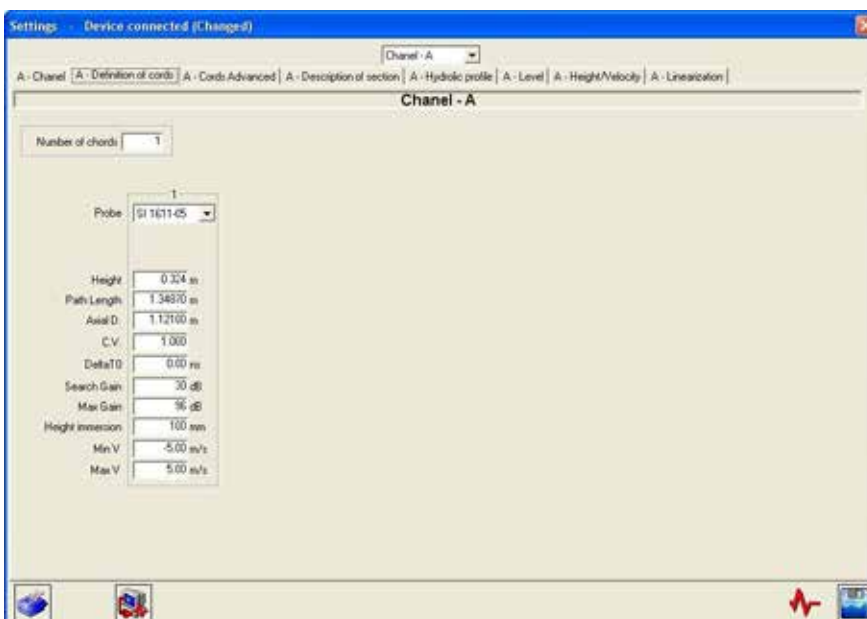 Settings - Device connected (Changed)
Chanel - A
A - Chanel A - Definition of cords A - Cords Advanced A - Description of section A - Hydrolic profile A - Level A - Height/Velocity A - Linearization
Chanel - A
Number of chords 1
1
Probe SI 1611-05
Height 0.324 m
Path Length 1.34870 m
Axial D. 1.12100 m
C.V. 1.000
DeltaT0 0.00 ns
Search Gain 30 dB
Max Gain 96 dB
Height immersion 100 mm
Min V -5.00 m/s
Max V 5.00 m/s